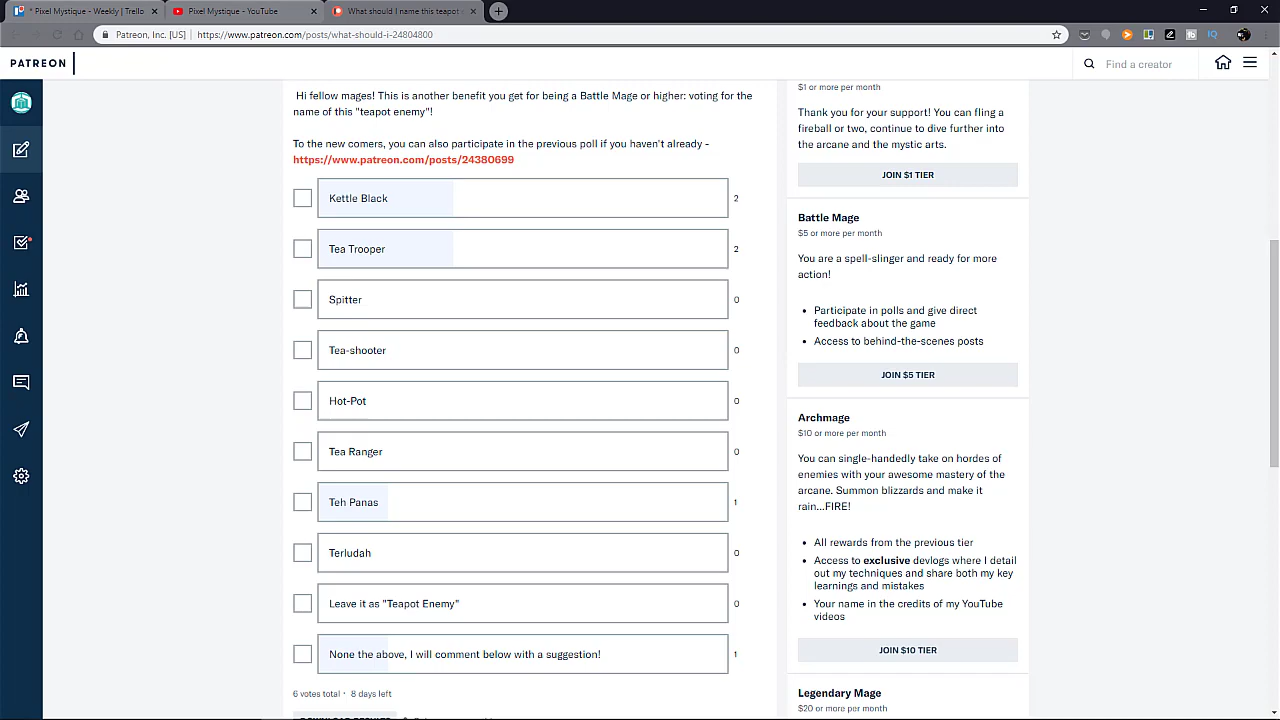 * Pixel Mystique - Weekly | Trello
Pixel Mystique - YouTube
What should I name this teapot
Patreon, Inc. [US]
https://www.patreon.com/posts/what-should-i-24804800
PATREON
Find a creator
Hi fellow mages! This is another benefit you get for being a Battle Mage or higher: voting for the
name of this "teapot enemy"!
To the new comers, you can also participate in the previous poll if you haven't already -
https://www.patreon.com/posts/24380699
Kettle Black
2
Tea Trooper
2
Spitter
0
Tea-shooter
0
Hot-Pot
0
Tea Ranger
0
Teh Panas
1
Terludah
0
Leave it as "Teapot Enemy"
0
None the above, I will comment below with a suggestion!
1
6 votes total · 8 days left
$1 or more per month
Thank you for your support! You can fling a
fireball or two, continue to dive further into
the arcane and the mystic arts.
JOIN $1 TIER
Battle Mage
$5 or more per month
You are a spell-slinger and ready for more
action!
• Participate in polls and give direct
feedback about the game
• Access to behind-the-scenes posts
JOIN $5 TIER
Archmage
$10 or more per month
You can single-handedly take on hordes of
enemies with your awesome mastery of the
arcane. Summon blizzards and make it
rain...FIRE!
• All rewards from the previous tier
• Access to exclusive devlogs where I detail
out my techniques and share both my key
learnings and mistakes
• Your name in the credits of my YouTube
videos
JOIN $10 TIER
Legendary Mage
$20 or more per month